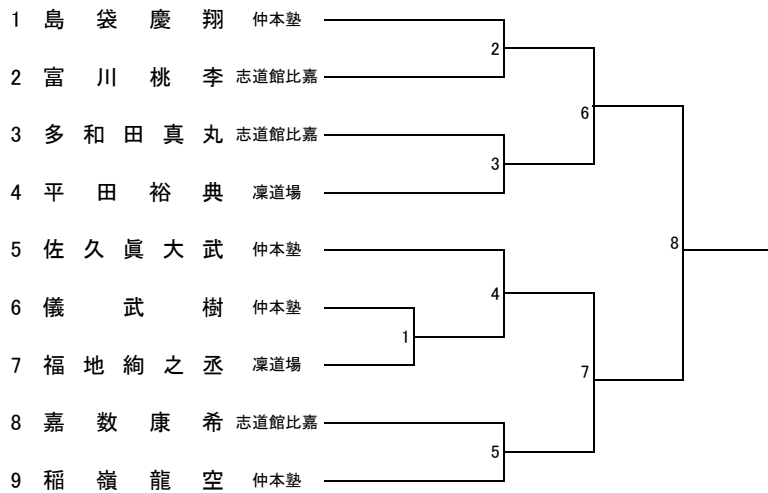 1 島袋慶翔 仲本塾
2
2 富川桃李 志道館比嘉
6
3 多和田真丸 志道館比嘉
3
4 平田裕典 凜道場
5 佐久眞大武 仲本塾
8
4
6 儀武樹 仲本塾
1
7 福地絢之丞 凜道場
7
8 嘉数康希 志道館比嘉
5
9 稲嶺龍空 仲本塾